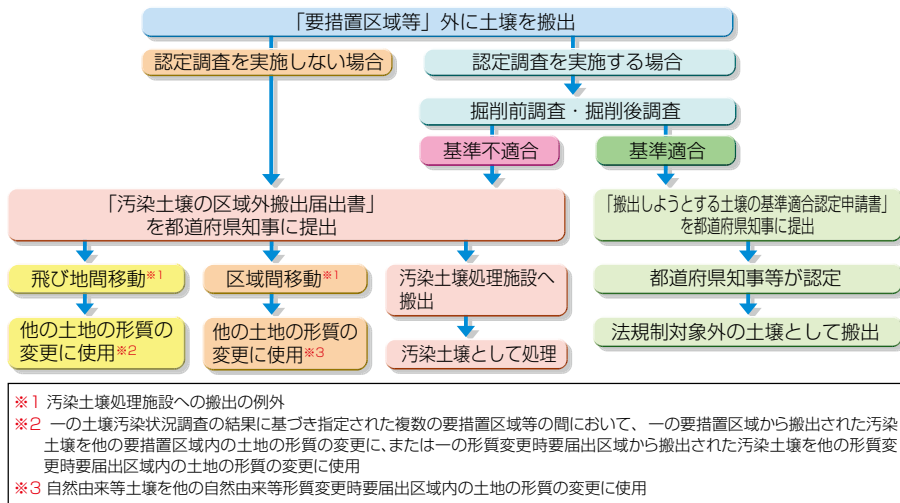 「要措置区域等」外に土壌を搬出
認定調査を実施しない場合
認定調査を実施する場合
掘削前調査・掘削後調査
基準不適合
基準適合
「汚染土壌の区域外搬出届出書」
を都道府県知事に提出
「搬出しようとする土壌の基準適合認定申請書」
を都道府県知事に提出
飛び地間移動※1
区域間移動※1
汚染土壌処理施設へ
搬出
都道府県知事等が認定
他の土地の形質の
変更に使用※2
他の土地の形質の
変更に使用※3
汚染土壌として処理
法規制対象外の土壌として搬出
※1 汚染土壌処理施設への搬出の例外
※2 一の土壌汚染状況調査の結果に基づき指定された複数の要措置区域等の間において、一の要措置区域から搬出された汚染
土壌を他の要措置区域内の土地の形質の変更に、または一の形質変更時要届出区域から搬出された汚染土壌を他の形質変
更時要届出区域内の土地の形質の変更に使用
※3 自然由来等土壌を他の自然由来等形質変更時要届出区域内の土地の形質の変更に使用